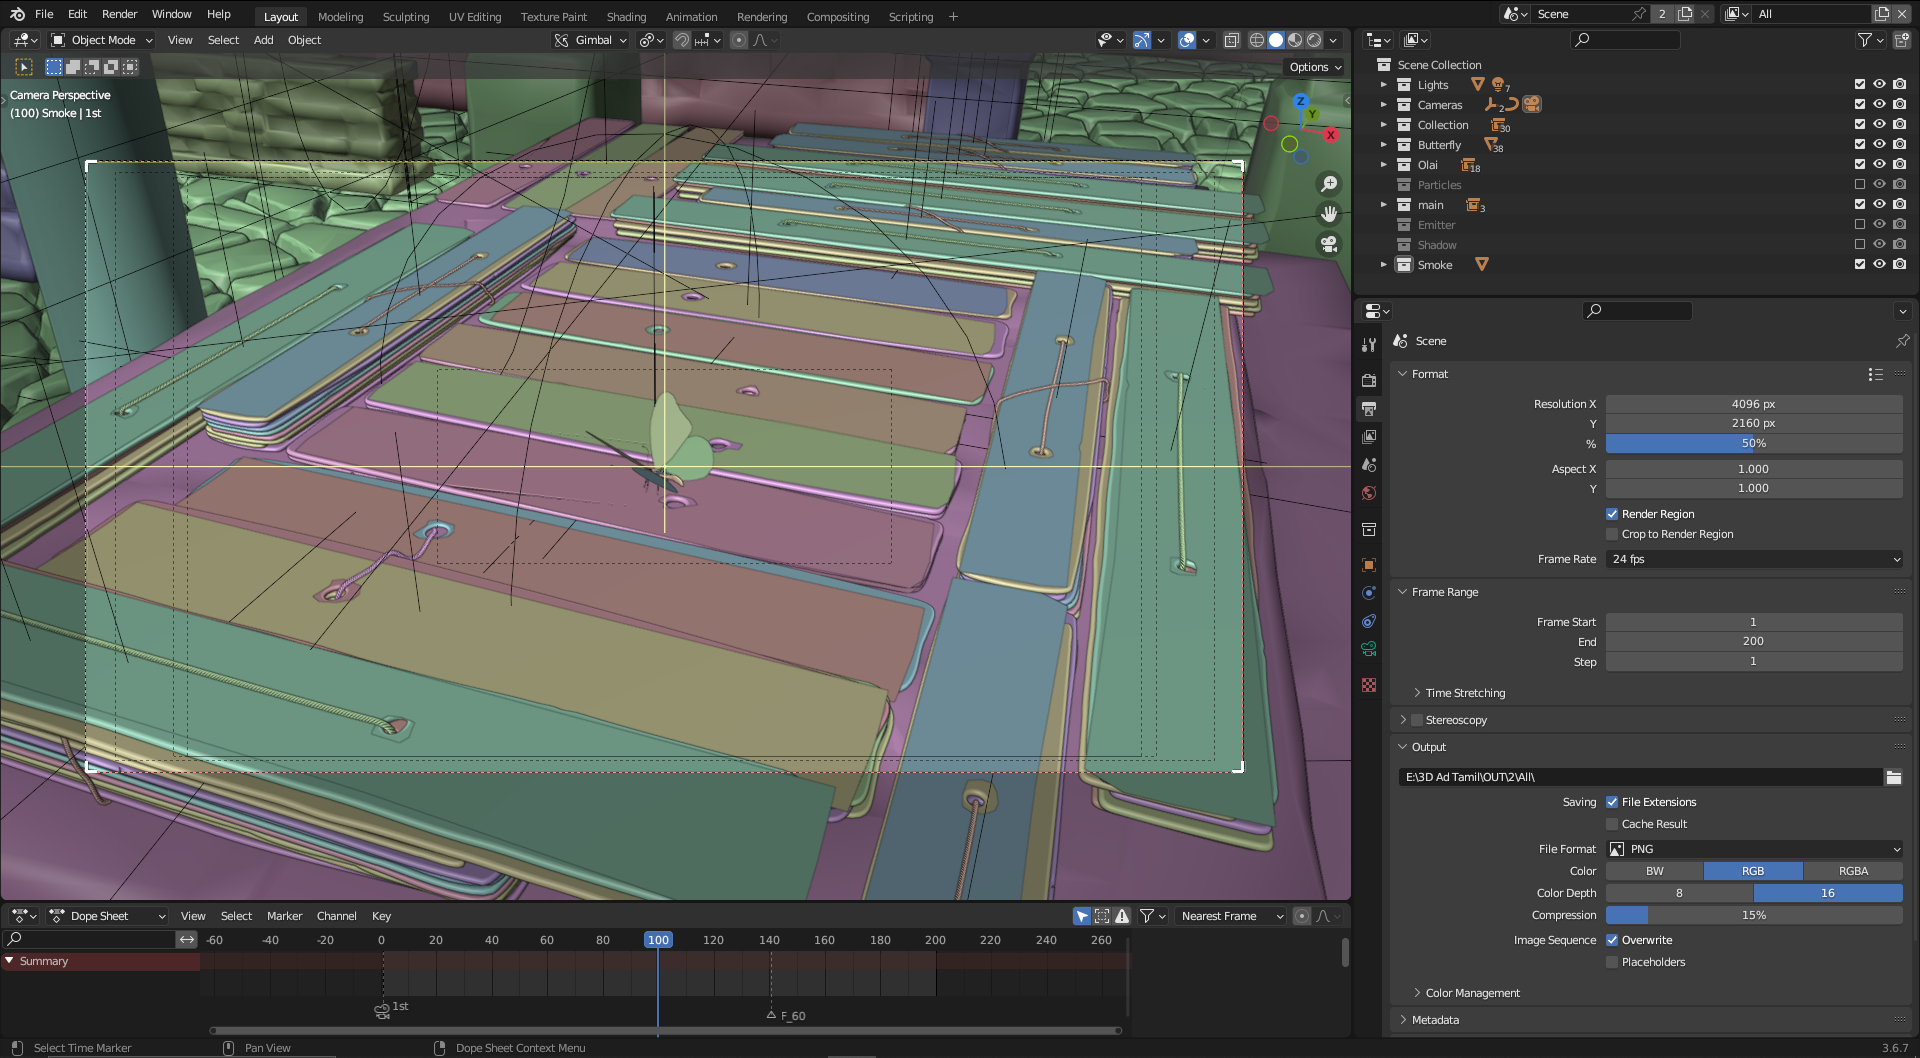 File Edit Render Window Help Layout Modeling Sculpting UV Editing Texture Paint Shading Animation Rendering Compositing Scripting + Scene 2 All
Object Mode View Select Add Object Gimbal
Options
Camera Perspective
(100) Smoke | 1st
Z
Y
X
Scene Collection
Lights 7
Cameras 2
Collection 30
Butterfly 38
Olai 18
Particles
main 3
Emitter
Shadow
Smoke
Scene
Format
Resolution X 4096 px
Y 2160 px
% 50%
Aspect X 1.000
Y 1.000
Render Region
Crop to Render Region
Frame Rate 24 fps
Frame Range
Frame Start 1
End 200
Step 1
Time Stretching
Stereoscopy
Output
E:\3D Ad Tamil\OUT\2\All\
Saving File Extensions
Cache Result
File Format PNG
Color BW RGB RGBA
Color Depth 8 16
Compression 15%
Image Sequence Overwrite
Placeholders
Color Management
Metadata
Dope Sheet View Select Marker Channel Key Nearest Frame
-60 -40 -20 0 20 40 60 80 100 120 140 160 180 200 220 240 260
Summary
1st
F_60
Select Time Marker Pan View Dope Sheet Context Menu 3.6.7